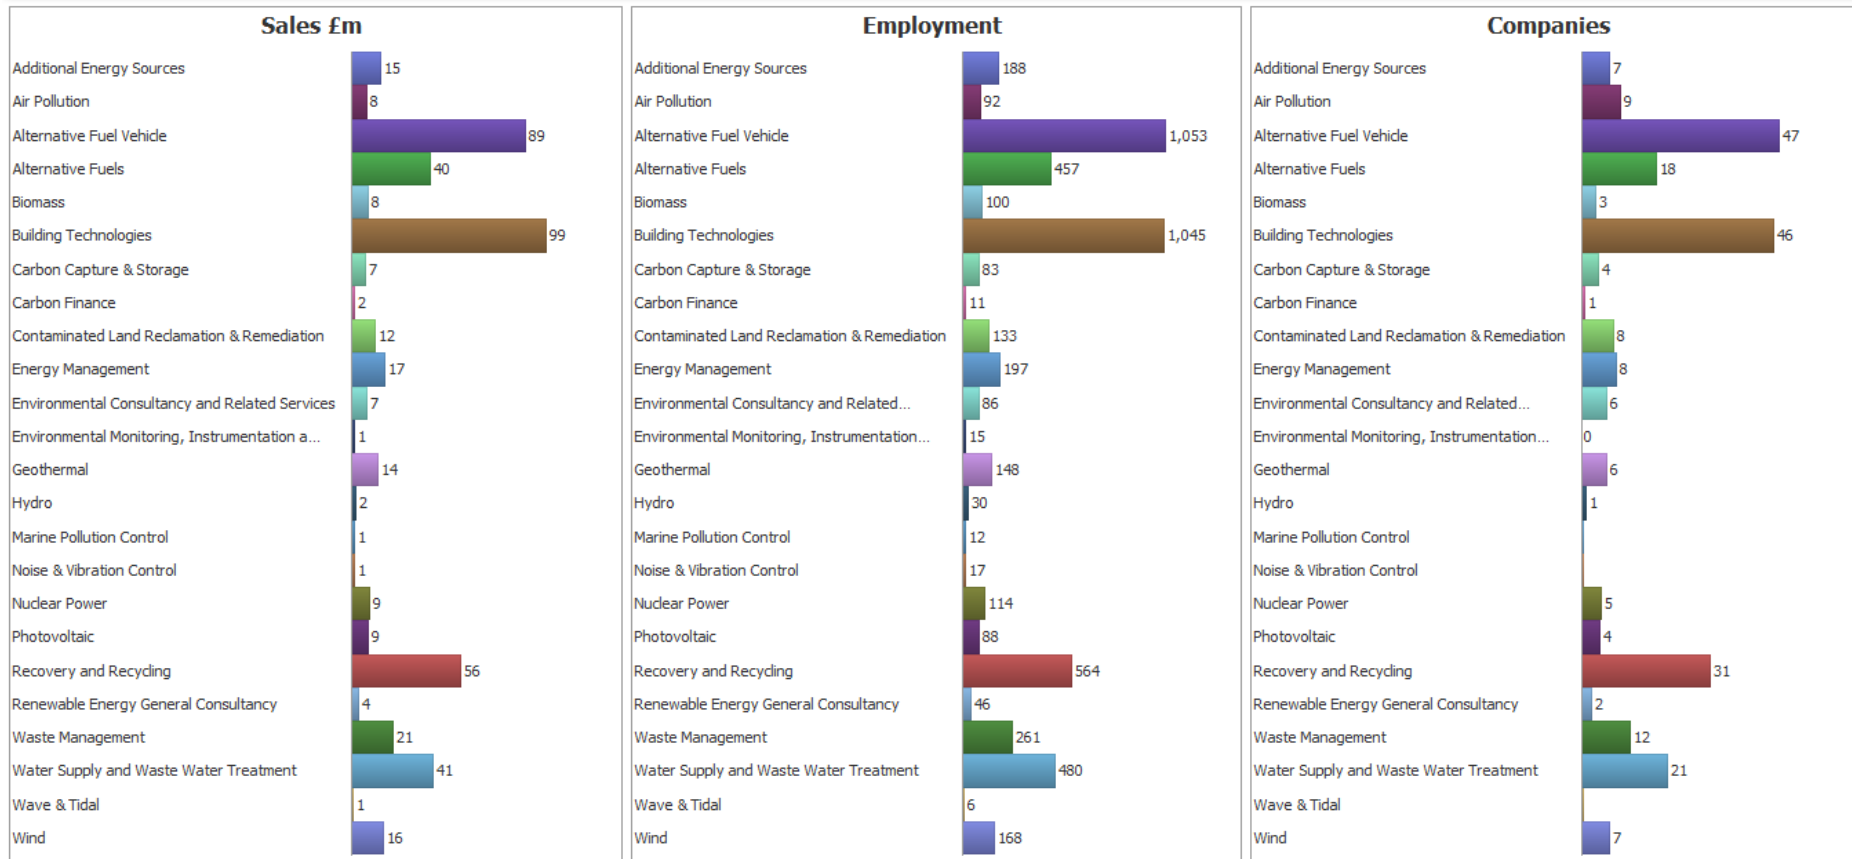 Sales £m
Additional Energy Sources 15
Air Pollution 8
Alternative Fuel Vehicle 89
Alternative Fuels 40
Biomass 8
Building Technologies 99
Carbon Capture & Storage 7
Carbon Finance 2
Contaminated Land Reclamation & Remediation 12
Energy Management 17
Environmental Consultancy and Related Services 7
Environmental Monitoring, Instrumentation a... 1
Geothermal 14
Hydro 2
Marine Pollution Control 1
Noise & Vibration Control 1
Nuclear Power 9
Photovoltaic 9
Recovery and Recycling 56
Renewable Energy General Consultancy 4
Waste Management 21
Water Supply and Waste Water Treatment 41
Wave & Tidal 1
Wind 16
Employment
Additional Energy Sources 188
Air Pollution 92
Alternative Fuel Vehicle 1,053
Alternative Fuels 457
Biomass 100
Building Technologies 1,045
Carbon Capture & Storage 83
Carbon Finance 11
Contaminated Land Reclamation & Remediation 133
Energy Management 197
Environmental Consultancy and Related... 86
Environmental Monitoring, Instrumentation... 15
Geothermal 148
Hydro 30
Marine Pollution Control 12
Noise & Vibration Control 17
Nuclear Power 114
Photovoltaic 88
Recovery and Recycling 564
Renewable Energy General Consultancy 46
Waste Management 261
Water Supply and Waste Water Treatment 480
Wave & Tidal 6
Wind 168
Companies
Additional Energy Sources 7
Air Pollution 9
Alternative Fuel Vehicle 47
Alternative Fuels 18
Biomass 3
Building Technologies 46
Carbon Capture & Storage 4
Carbon Finance 1
Contaminated Land Reclamation & Remediation 8
Energy Management 8
Environmental Consultancy and Related... 6
Environmental Monitoring, Instrumentation... 0
Geothermal 6
Hydro 1
Marine Pollution Control
Noise & Vibration Control
Nuclear Power 5
Photovoltaic 4
Recovery and Recycling 31
Renewable Energy General Consultancy 2
Waste Management 12
Water Supply and Waste Water Treatment 21
Wave & Tidal
Wind 7